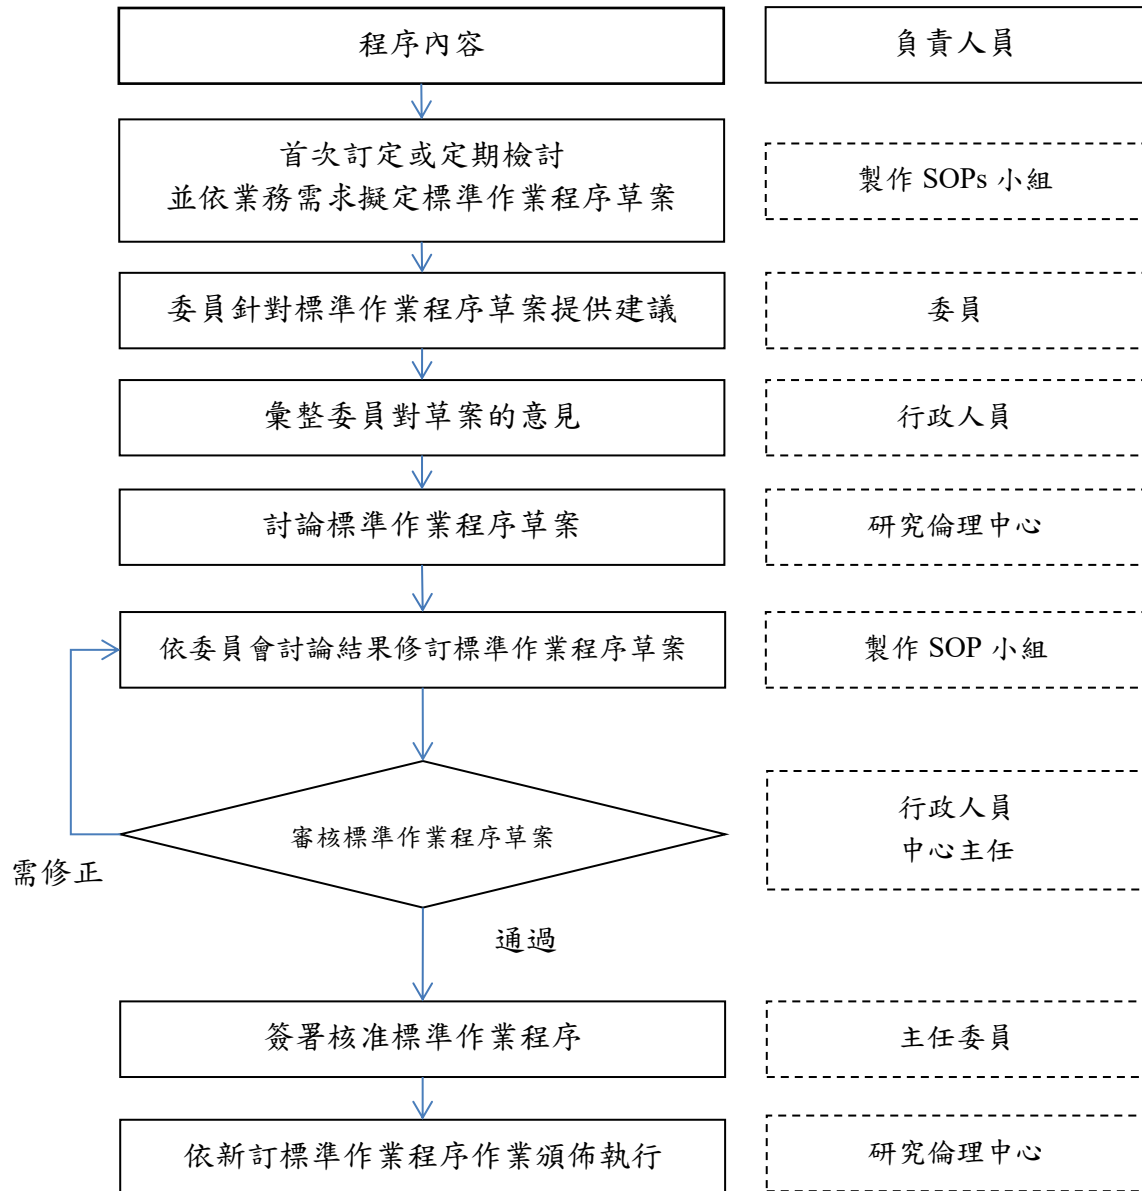 程序內容
負責人員
首次訂定或定期檢討
並依業務需求擬定標準作業程序草案
製作 SOPs 小組
委員針對標準作業程序草案提供建議
委員
彙整委員對草案的意見
行政人員
討論標準作業程序草案
研究倫理中心
依委員會討論結果修訂標準作業程序草案
製作 SOP 小組
審核標準作業程序草案
行政人員
中心主任
需修正
通過
簽署核准標準作業程序
主任委員
依新訂標準作業程序作業頒佈執行
研究倫理中心